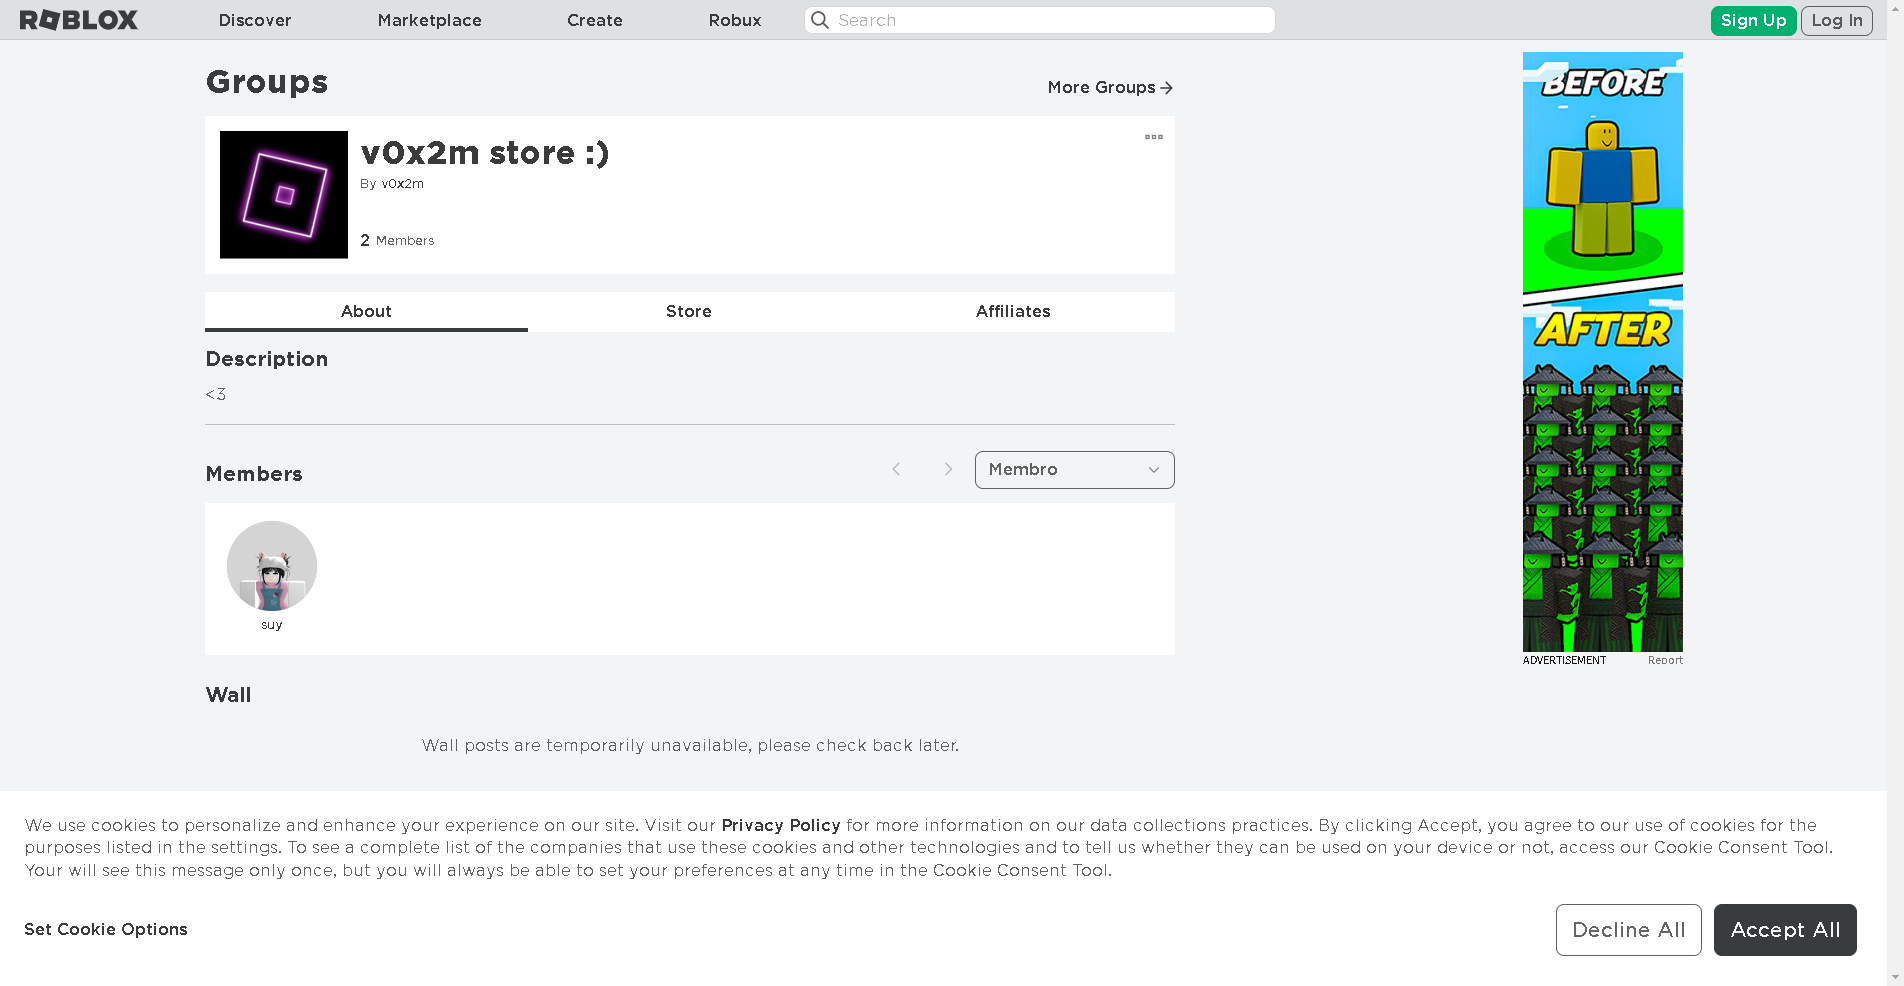 ROBLOX
Discover
Marketplace
Create
Robux
Search
Sign Up
Log In
Groups
More Groups
v0x2m store :)
By v0x2m
2 Members
About
Store
Affiliates
Description
<3
Members
Membro
suy
Wall
Wall posts are temporarily unavailable, please check back later.
BEFORE
AFTER
ADVERTISEMENT
Report
We use cookies to personalize and enhance your experience on our site. Visit our Privacy Policy for more information on our data collections practices. By clicking Accept, you agree to our use of cookies for the
purposes listed in the settings. To see a complete list of the companies that use these cookies and other technologies and to tell us whether they can be used on your device or not, access our Cookie Consent Tool.
Your will see this message only once, but you will always be able to set your preferences at any time in the Cookie Consent Tool.
Set Cookie Options
Decline All
Accept All